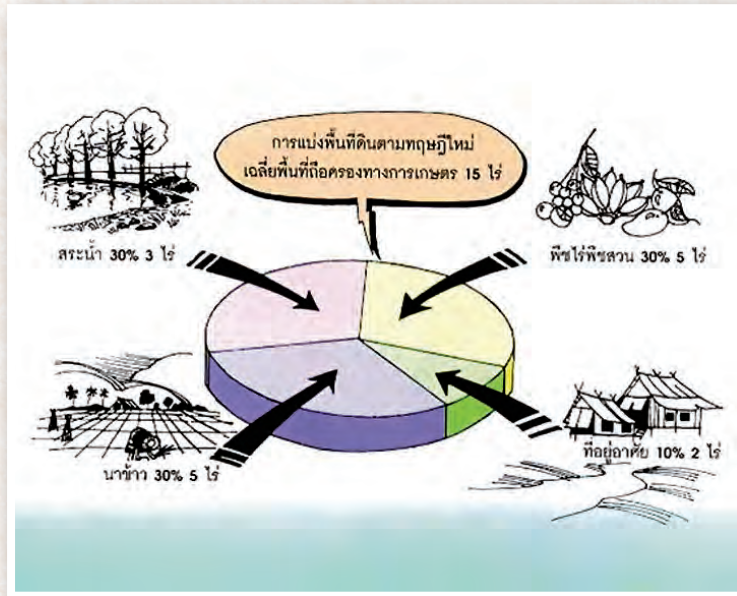 การแบ่งพื้นที่ดินตามทฤษฎีใหม่
เฉลี่ยพื้นที่ถือครองทางการเกษตร 15 ไร่
สระน้ำ 30% 3 ไร่
พืชไร่พืชสวน 30% 5 ไร่
นาข้าว 30% 5 ไร่
ที่อยู่อาศัย 10% 2 ไร่